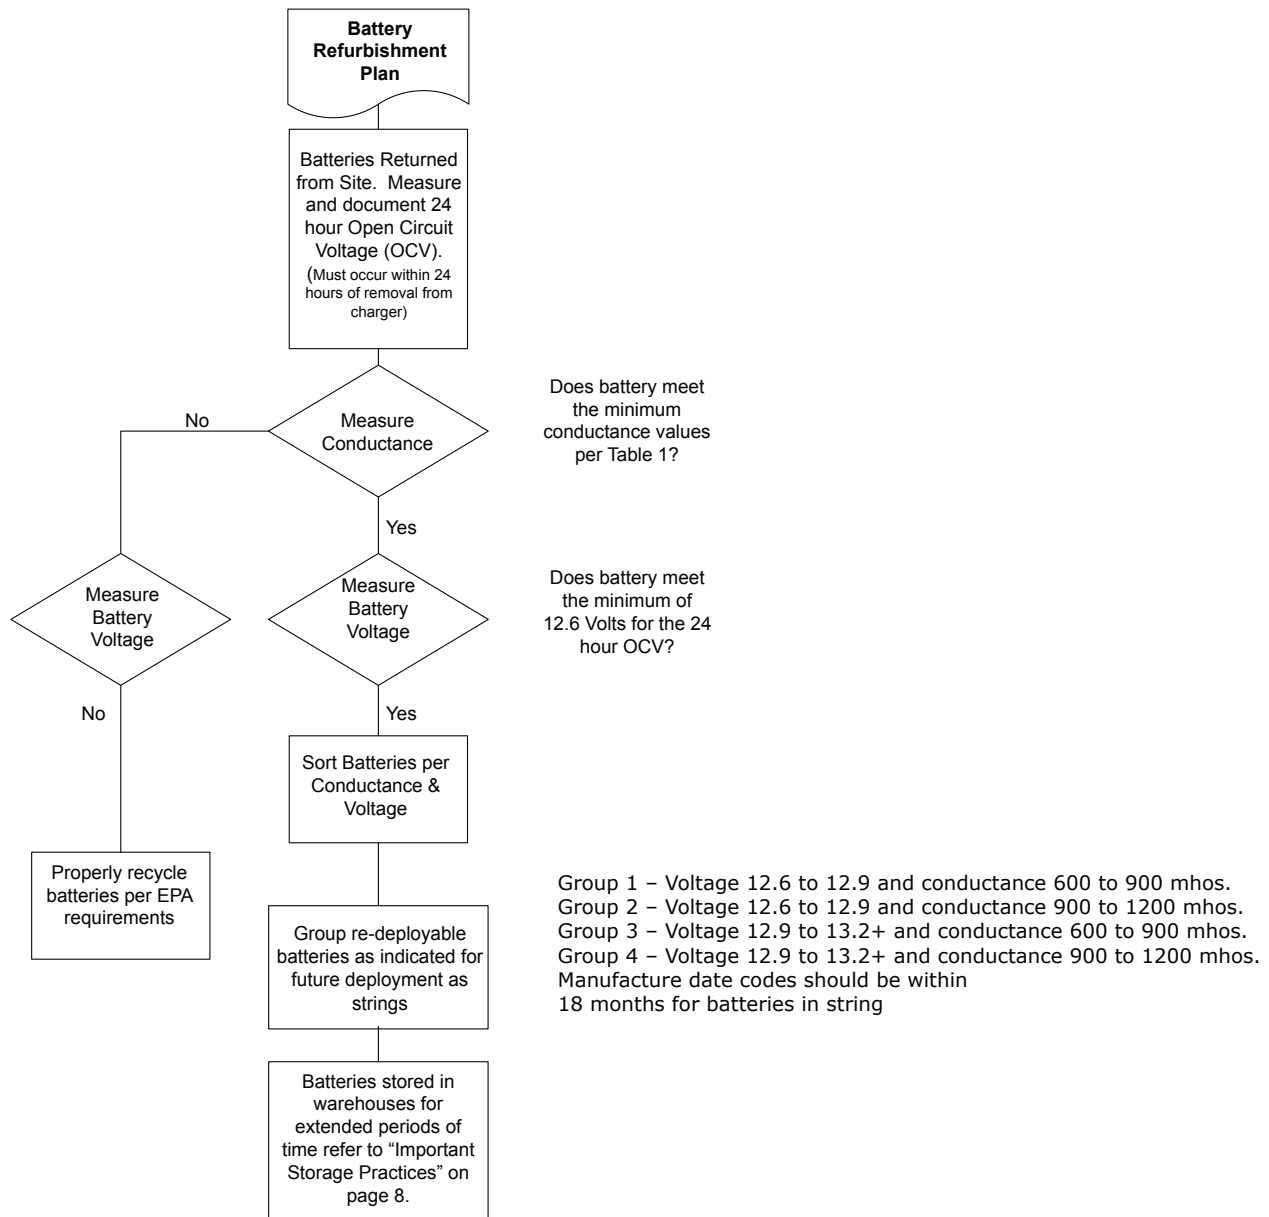 Battery
Refurbishment
Plan
Batteries Returned
from Site. Measure
and document 24
hour Open Circuit
Voltage (OCV).
(Must occur within 24
hours of removal from
charger)
Measure
Conductance
Does battery meet
the minimum
conductance values
per Table 1?
No
Yes
Measure
Battery
Voltage
Measure
Battery
Voltage
Does battery meet
the minimum of
12.6 Volts for the 24
hour OCV?
No
Yes
Sort Batteries per
Conductance &
Voltage
Properly recycle
batteries per EPA
requirements
Group re-deployable
batteries as indicated for
future deployment as
strings
Group 1 – Voltage 12.6 to 12.9 and conductance 600 to 900 mhos.
Group 2 – Voltage 12.6 to 12.9 and conductance 900 to 1200 mhos.
Group 3 – Voltage 12.9 to 13.2+ and conductance 600 to 900 mhos.
Group 4 – Voltage 12.9 to 13.2+ and conductance 900 to 1200 mhos.
Manufacture date codes should be within
18 months for batteries in string
Batteries stored in
warehouses for
extended periods of
time refer to “Important
Storage Practices” on
page 8.